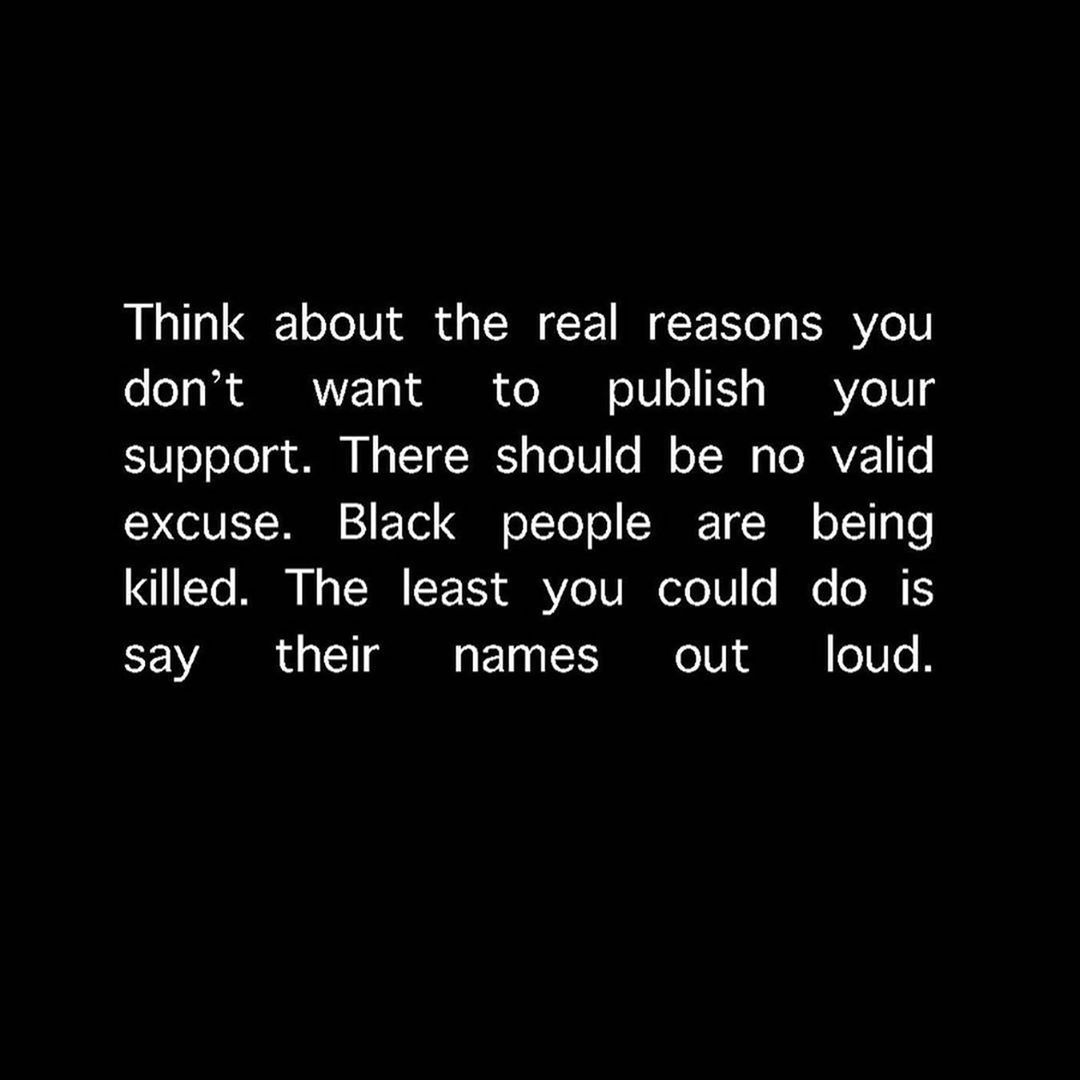 Think about the real reasons you
don’t want to publish your
support. There should be no valid
excuse. Black people are being
killed. The least you could do is
say their names out loud.